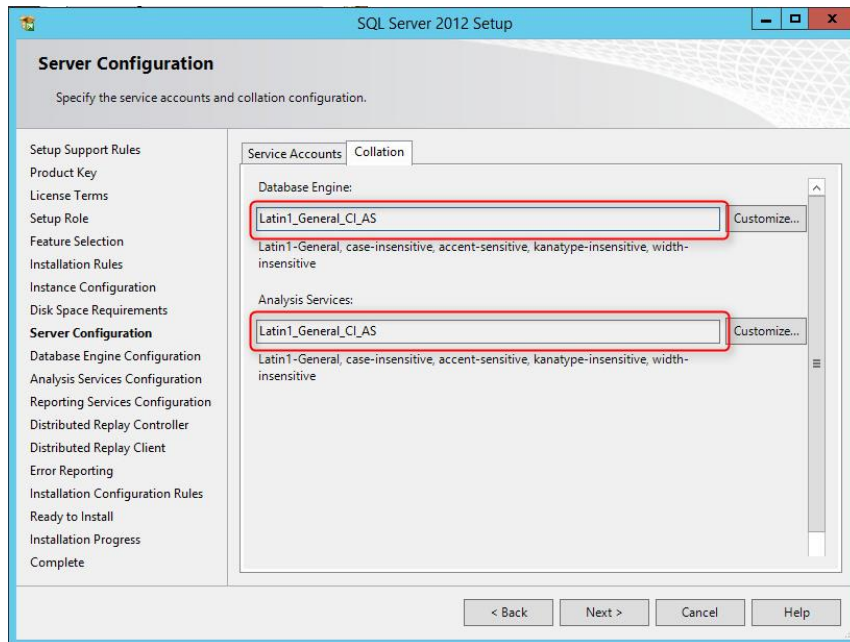 SQL Server 2012 Setup
Server Configuration
Specify the service accounts and collation configuration.
Setup Support Rules
Product Key
License Terms
Setup Role
Feature Selection
Installation Rules
Instance Configuration
Disk Space Requirements
Server Configuration
Database Engine Configuration
Analysis Services Configuration
Reporting Services Configuration
Distributed Replay Controller
Distributed Replay Client
Error Reporting
Installation Configuration Rules
Ready to Install
Installation Progress
Complete
Service Accounts Collation
Database Engine:
Latin1_General_CI_AS Customize...
Latin1-General, case-insensitive, accent-sensitive, kanatype-insensitive, width-
insensitive
Analysis Services:
Latin1_General_CI_AS Customize...
Latin1-General, case-insensitive, accent-sensitive, kanatype-insensitive, width-
insensitive
< Back Next > Cancel Help